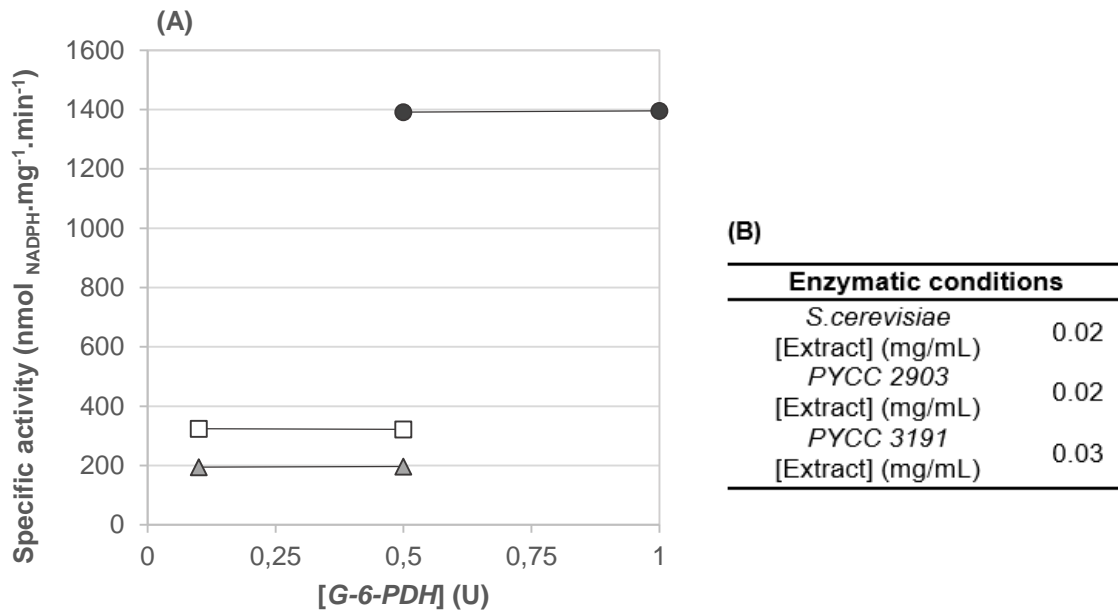 (A)
Specific activity (nmol NADPH.mg-1.min-1)
1600
1400
1200
1000
800
600
400
200
0
0
0,25
0,5
0,75
1
[G-6-PDH] (U)
(B)
Enzymatic conditions
S.cerevisiae
[Extract] (mg/mL)
0.02
PYCC 2903
[Extract] (mg/mL)
0.02
PYCC 3191
[Extract] (mg/mL)
0.03